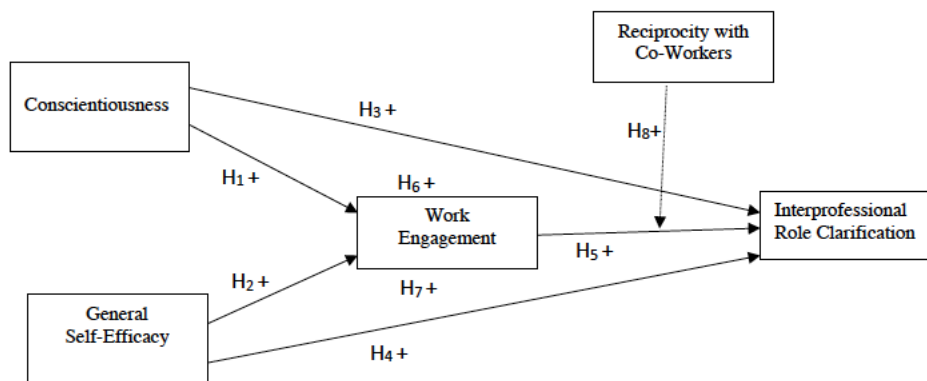 Reciprocity with
Co-Workers
Conscientiousness
H3 +
H8+
H1 +
H6 +
Work
Engagement
Interprofessional
Role Clarification
H5 +
H2 +
H7 +
General
Self-Efficacy
H4 +